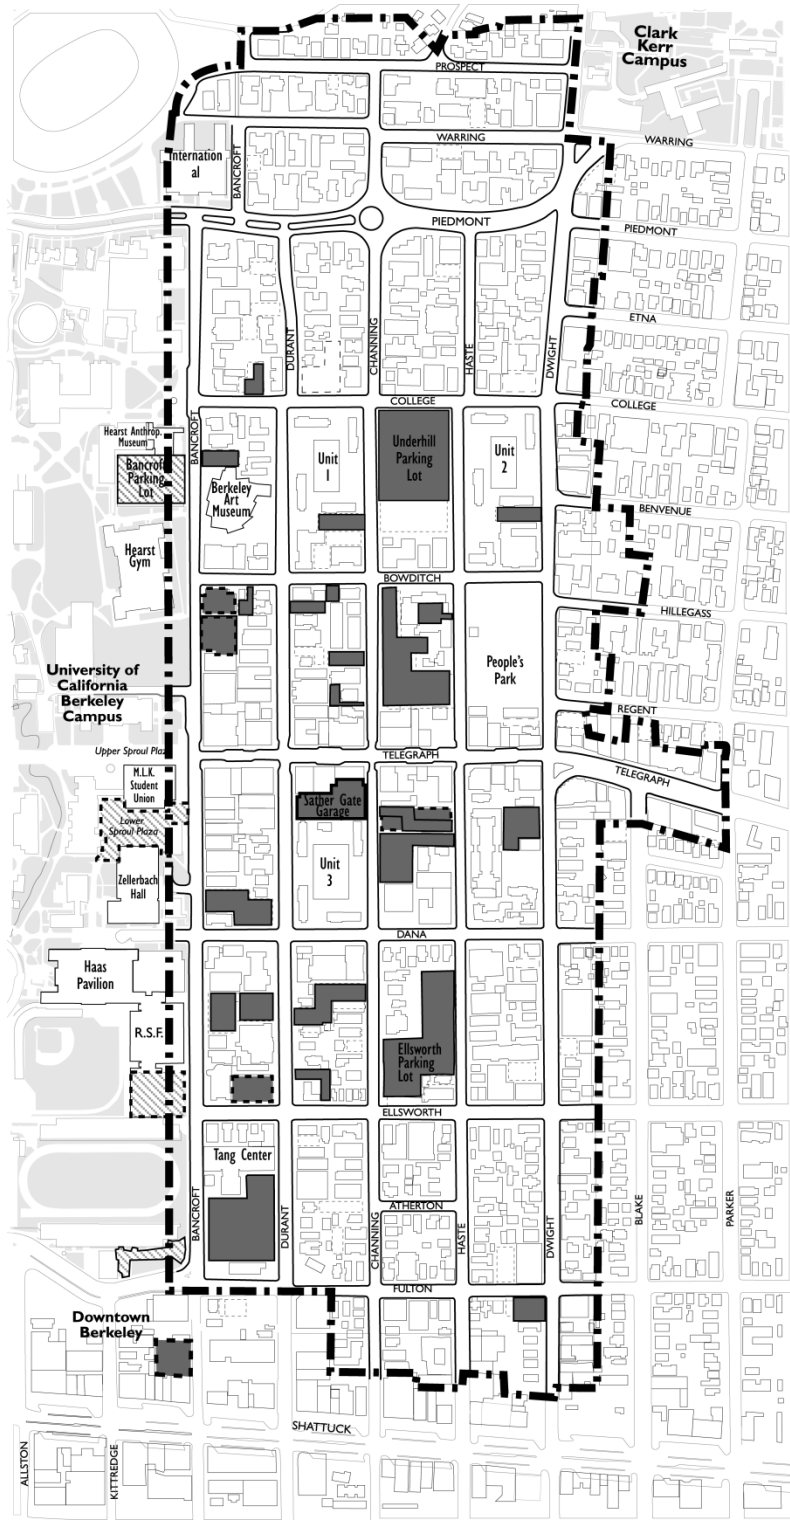 Clark
Kerr
Campus
PROSPECT
WARRING
WARRING
Internation
al
BANCROFT
PIEDMONT
PIEDMONT
ETNA
DURANT
CHANNING
HASTE
DWIGHT
COLLEGE
COLLEGE
BANCROFT
Hearst Anthrop.
Museum
Bancroft
Parking
Lot
Berkeley
Art
Museum
Unit
1
Underhill
Parking
Lot
Unit
2
BENVENUE
Hearst
Gym
BOWDITCH
HILLEGASS
University of
California
Berkeley
Campus
People's
Park
REGENT
Upper Sproul Plaz
TELEGRAPH
TELEGRAPH
M.L.K.
Student
Union
Lower
Sproul Plaza
Sather Gate
Garage
Unit
3
Zellerbach
Hall
DANA
Haas
Pavilion
R.S.F.
Ellsworth
Parking
Lot
ELLSWORTH
Tang Center
BANCROFT
DURANT
CHANNING
ATHERTON
HASTE
DWIGHT
BLAKE
PARKER
FULTON
Downtown
Berkeley
SHATTUCK
ALLSTON
KITTREDGE